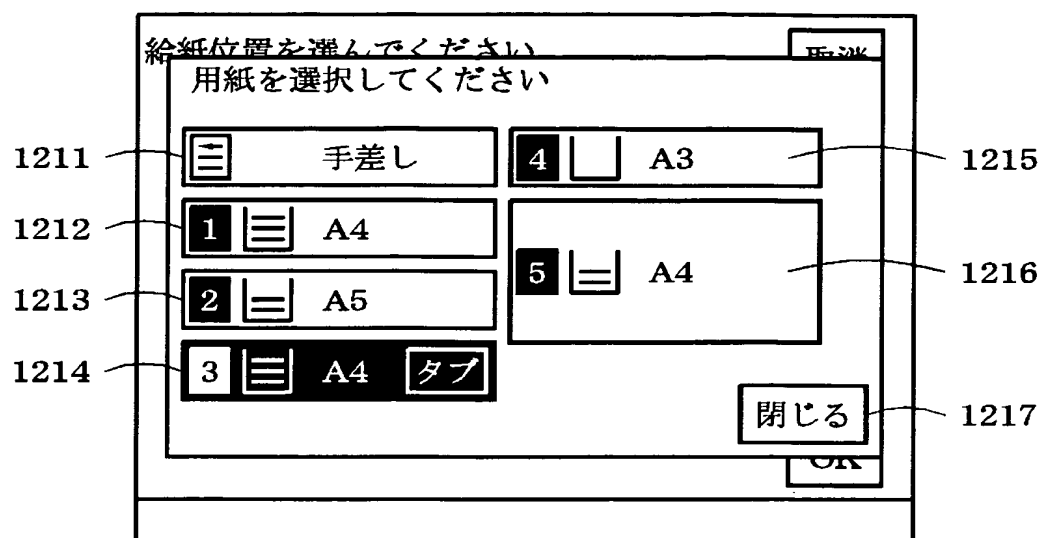 給紙位置を選んでください
取消
用紙を選択してください
1211 手差し
4 A3 1215
1212 1 A4
1213 2 A5
5 A4 1216
1214 3 A4 タブ
閉じる 1217
OK